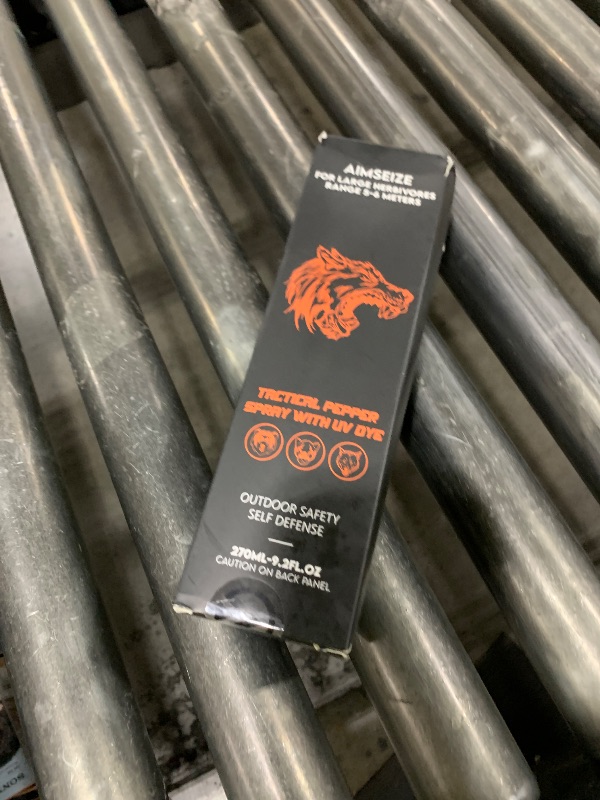 AIMSEIZE
FOR LARGE HERBIVORES
RANGE 5-6 METERS
TACTICAL PEPPER
SPRAY WITH UV DYE
OUTDOOR SAFETY
SELF DEFENSE
270ML-9.2FL.OZ
CAUTION ON BACK PANEL